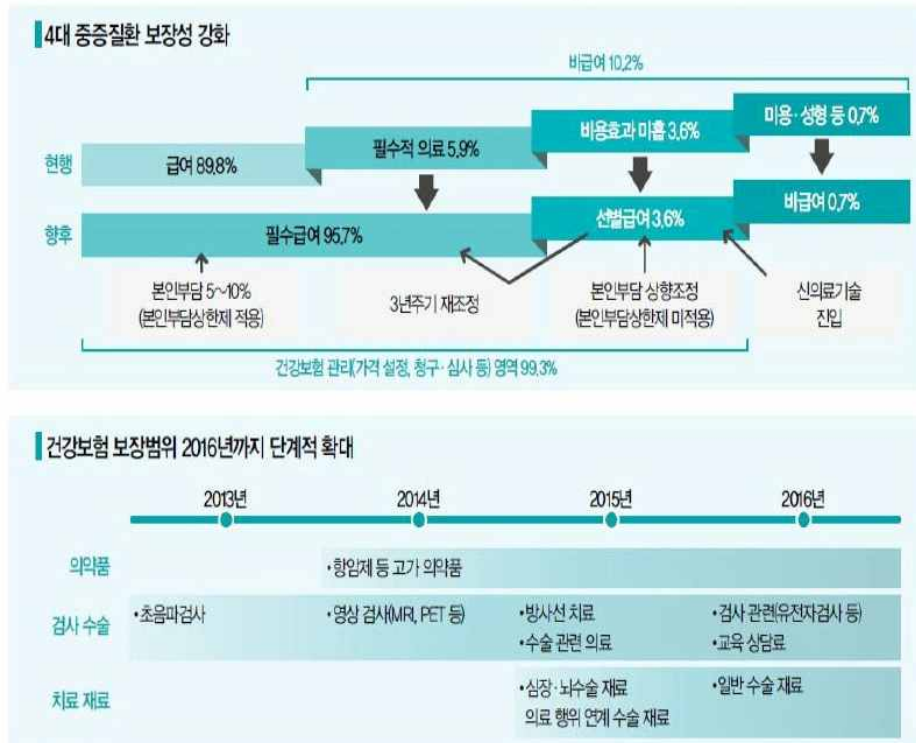 4대 중증질환 보장성 강화
비급여 10.2%
현행
급여 89.8%
필수적 의료 5.9%
비용효과 미흡 3.6%
미용·성형 등 0.7%
향후
필수급여 95.7%
선별급여 3.6%
비급여 0.7%
본인부담 5~10%
(본인부담상한제 적용)
3년주기 재조정
본인부담 상향조정
(본인부담상한제 미적용)
신의료기술
진입
건강보험 관리(가격 설정, 청구·심사 등) 영역 99.3%
건강보험 보장범위 2016년까지 단계적 확대
2013년
2014년
2015년
2016년
의약품
•항암제 등 고가 의약품
검사 수술
•초음파검사
•영상 검사(MRI, PET 등)
•방사선 치료
•수술 관련 의료
•검사 관련(유전자검사 등)
•교육 상담료
치료 재료
•심장·뇌수술 재료
의료 행위 연계 수술 재료
•일반 수술 재료